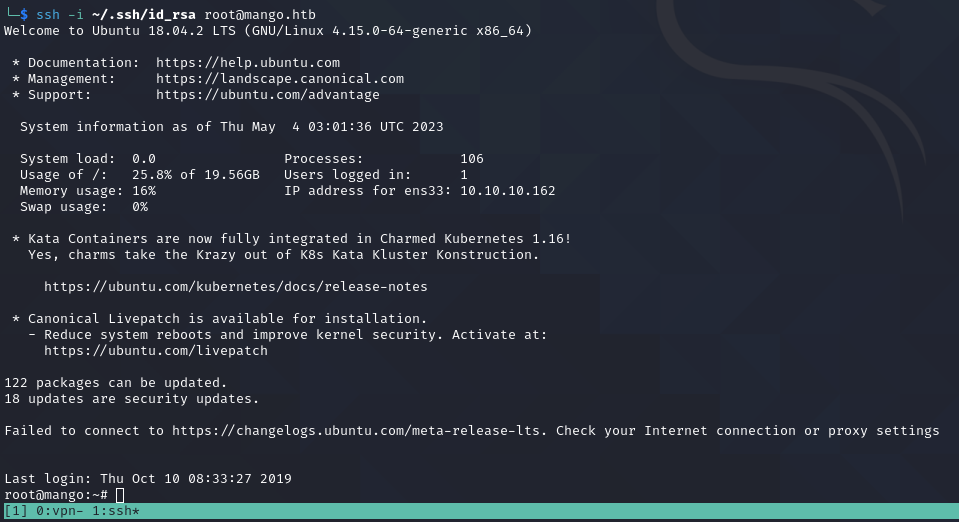 └─$ ssh -i ~/.ssh/id_rsa root@mango.htb
Welcome to Ubuntu 18.04.2 LTS (GNU/Linux 4.15.0-64-generic x86_64)
* Documentation:  https://help.ubuntu.com
* Management:     https://landscape.canonical.com
* Support:        https://ubuntu.com/advantage
System information as of Thu May  4 03:01:36 UTC 2023
System load:  0.0                Processes:            106
Usage of /:   25.8% of 19.56GB   Users logged in:      1
Memory usage: 16%                IP address for ens33: 10.10.10.162
Swap usage:   0%
* Kata Containers are now fully integrated in Charmed Kubernetes 1.16!
Yes, charms take the Krazy out of K8s Kata Kluster Konstruction.
https://ubuntu.com/kubernetes/docs/release-notes
* Canonical Livepatch is available for installation.
- Reduce system reboots and improve kernel security. Activate at:
https://ubuntu.com/livepatch
122 packages can be updated.
18 updates are security updates.
Failed to connect to https://changelogs.ubuntu.com/meta-release-lts. Check your Internet connection or proxy settings
Last login: Thu Oct 10 08:33:27 2019
root@mango:~#
[1] 0:vpn- 1:ssh*